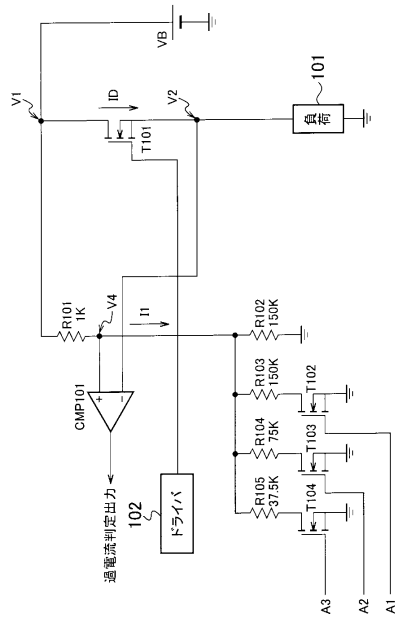 V1
VB
ID
T101
V2
101
負荷
R101
1K
V4
I1
CMP101
+
−
過電流判定出力
102
ドライバ
R102
150K
R103
150K
R104
75K
R105
37.5K
T102
T103
T104
A3
A2
A1